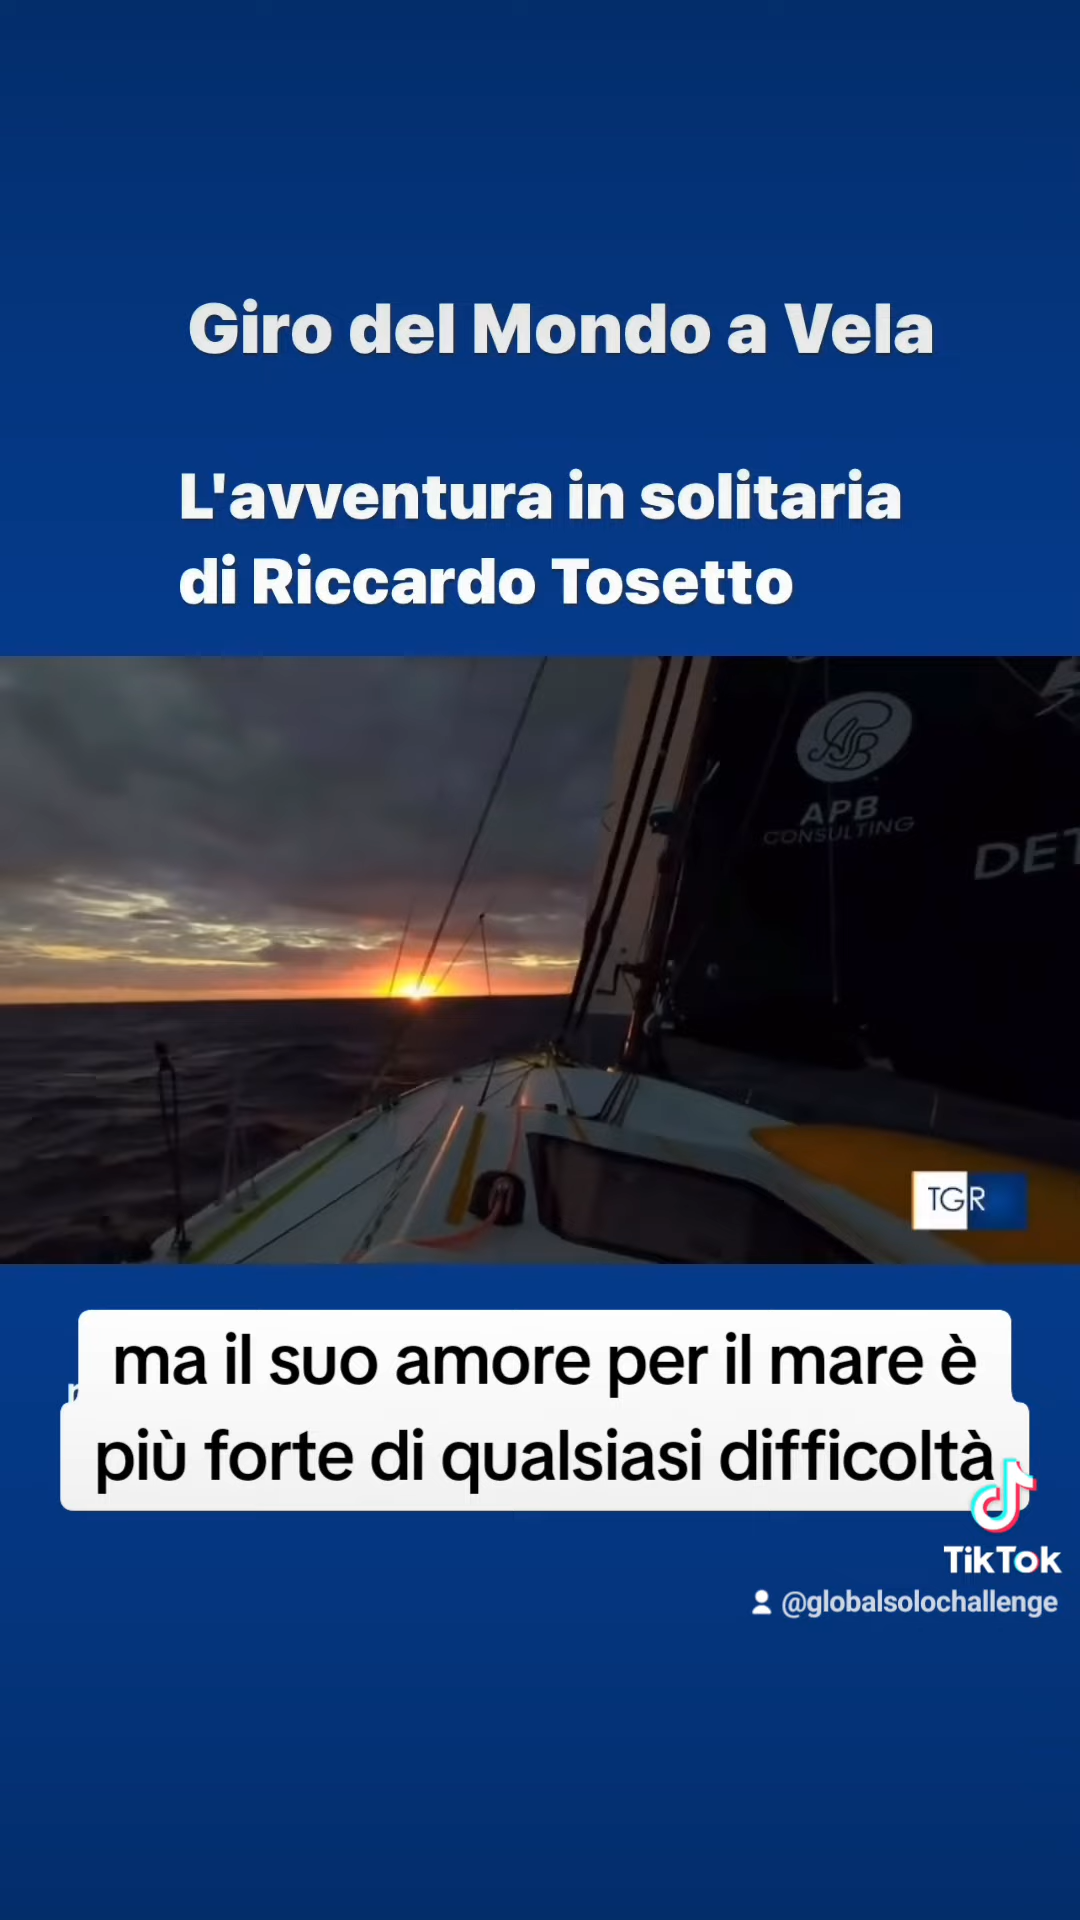 Giro del Mondo a Vela
L'avventura in solitaria
di Riccardo Tosetto
APB
CONSULTING
TGR
ma il suo amore per il mare è
più forte di qualsiasi difficoltà
TikTok
@globalsolochallenge